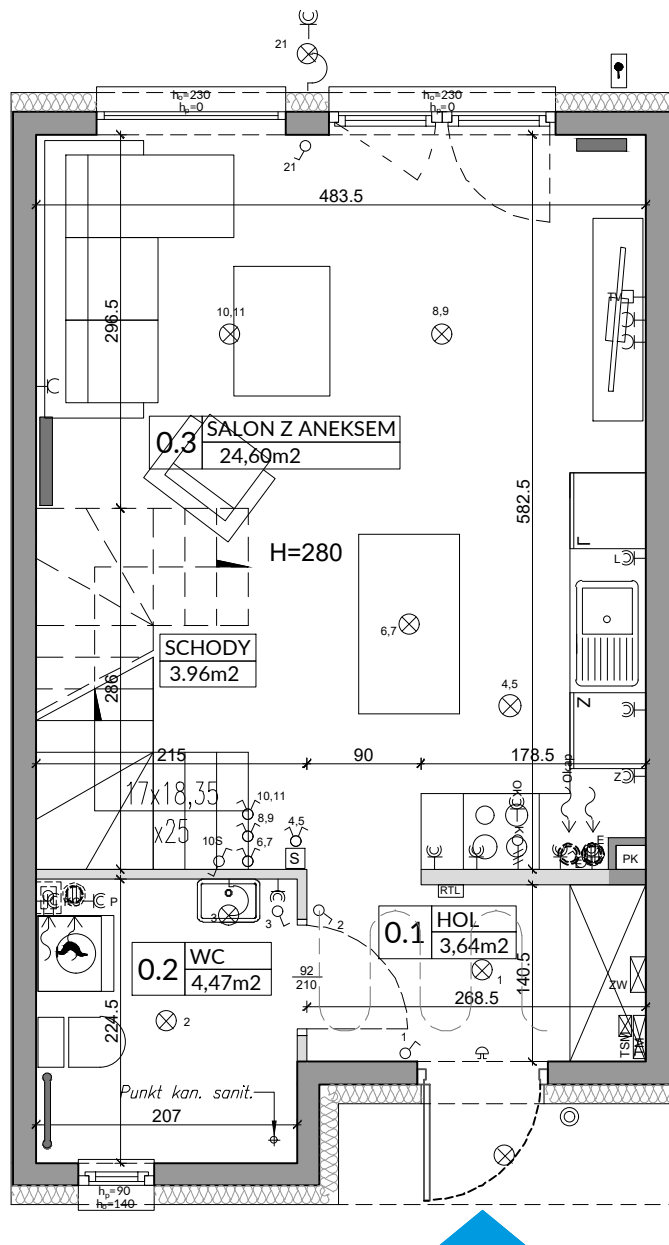 21
hₒ=230
hₚ=0
hₒ=230
hₚ=0
21
483.5
296.5
10,11
8,9
TV
0.3
SALON Z ANEKSEM
24,60m2
582.5
H=280
L
L
6,7
SCHODY
3.96m2
286
4,5
Z
215
90
178.5
Z
Okap
17x18,35
x25
10,11
8,9
6,7
10S
4,5
S
E
PK
RTL
P
3
3
2
0.1
HOL
3,64m2
0.2
WC
4,47m2
92
210
1
140.5
268.5
ZW
TSM
TM
224.5
2
1
Punkt kan. sanit.
207
hₚ=90
hₒ=140